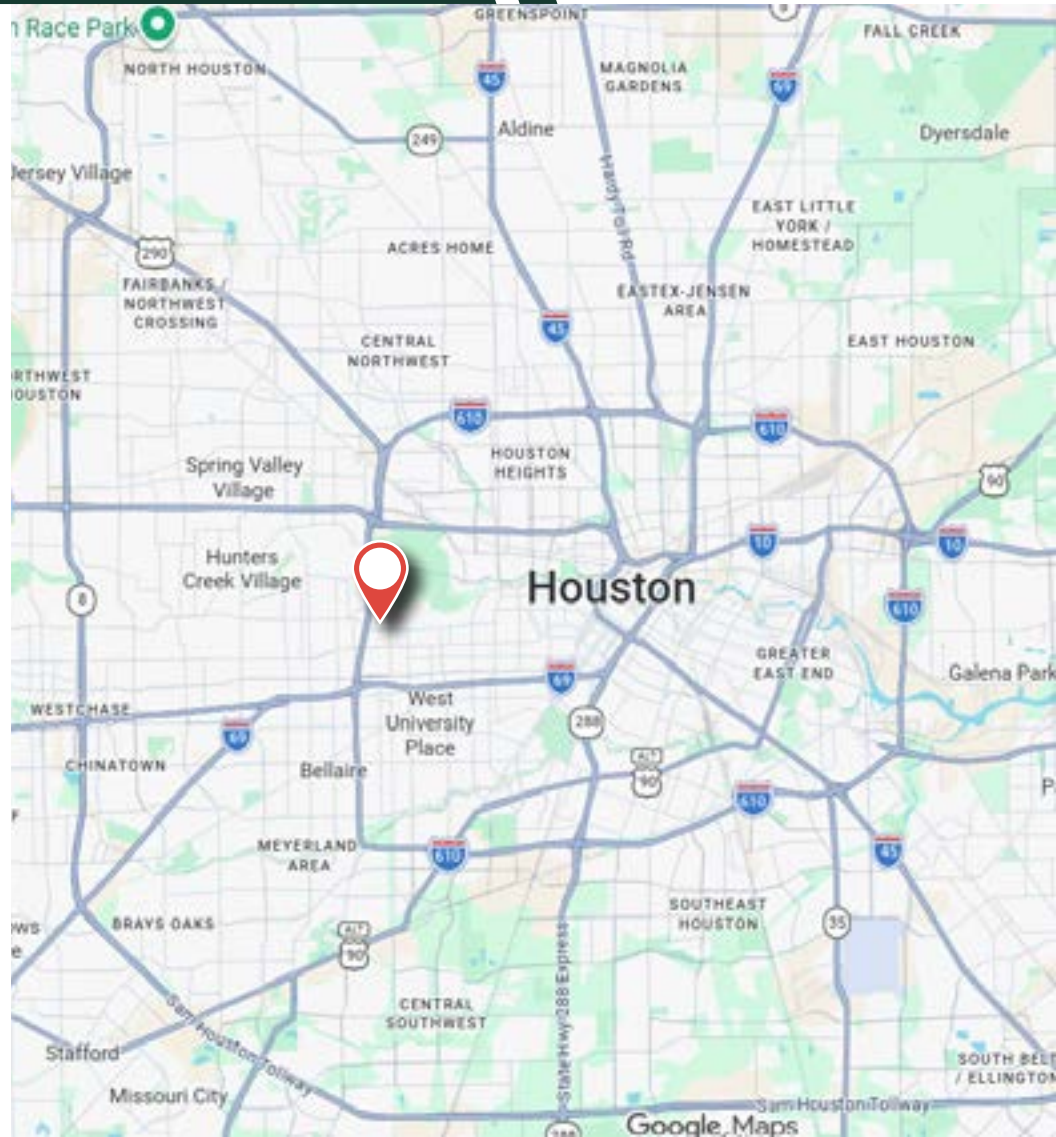 GREENSPOINT
8
FALL CREEK
Race Park
NORTH HOUSTON
45
MAGNOLIA
GARDENS
69
249
Aldine
Dyersdale
Hardy Toll Rd
Jersey Village
EAST LITTLE
YORK /
HOMESTEAD
290
ACRES HOME
FAIRBANKS /
NORTHWEST
CROSSING
EASTEX-JENSEN
AREA
45
CENTRAL
NORTHWEST
EAST HOUSTON
RTHWEST
OUSTON
610
610
HOUSTON
HEIGHTS
Spring Valley
Village
90
10
10
Hunters
Creek Village
Houston
8
610
GREATER
EAST END
Galena Park
69
West
University
Place
WESTCHASE
288
69
CHINATOWN
Bellaire
ALT
90
610
MEYERLAND
AREA
610
45
SOUTHEAST
HOUSTON
BRAYS OAKS
35
ALT
90
State Hwy 288 Express
CENTRAL
SOUTHWEST
Sam Houston Tollway
Stafford
SOUTH BELT
/ ELLINGTON
Missouri City
Sam Houston Tollway
288
Google Maps